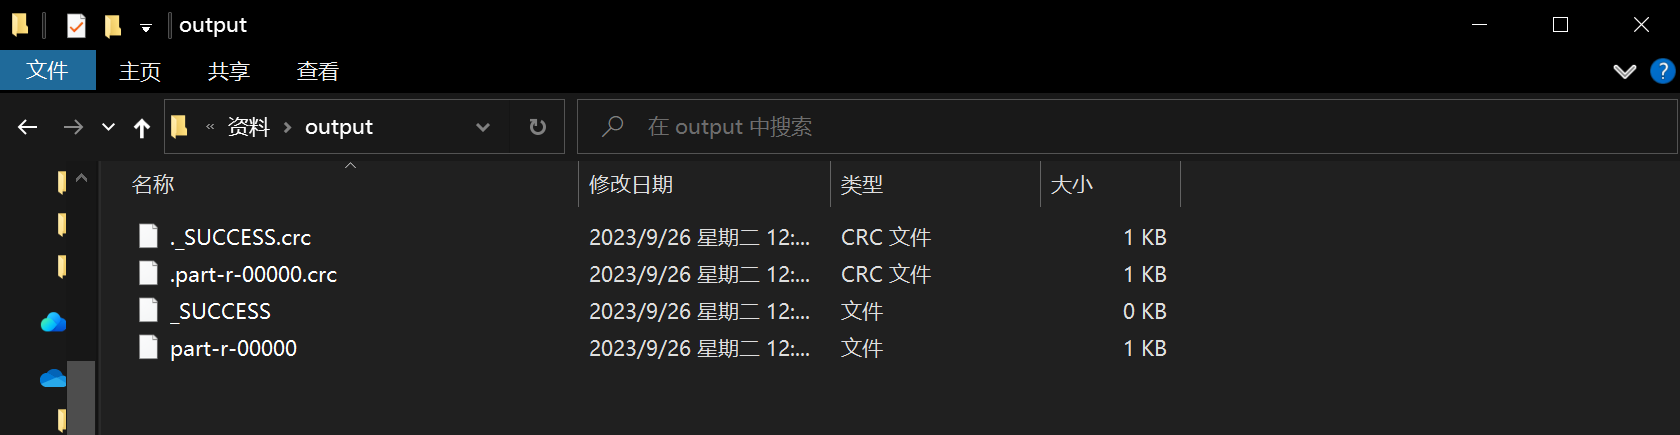 output
文件 主页 共享 查看 ?
« 资料 › output 在 output 中搜索
名称 修改日期 类型 大小
._SUCCESS.crc 2023/9/26 星期二 12:... CRC 文件 1 KB
.part-r-00000.crc 2023/9/26 星期二 12:... CRC 文件 1 KB
_SUCCESS 2023/9/26 星期二 12:... 文件 0 KB
part-r-00000 2023/9/26 星期二 12:... 文件 1 KB